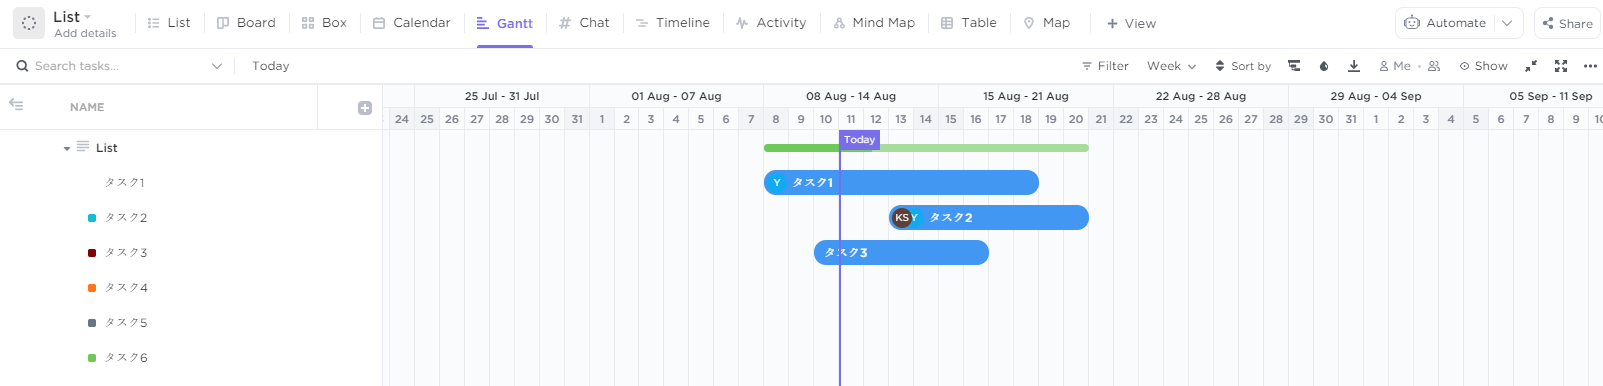 List
Add details
List Board Box Calendar Gantt Chat Timeline Activity Mind Map Table Map + View
Automate Share
Search tasks... Today Filter Week Sort by Me Show
NAME 25 Jul - 31 Jul 01 Aug - 07 Aug 08 Aug - 14 Aug 15 Aug - 21 Aug 22 Aug - 28 Aug 29 Aug - 04 Sep 05 Sep - 11 Sep
24 25 26 27 28 29 30 31 1 2 3 4 5 6 7 8 9 10 11 12 13 14 15 16 17 18 19 20 21 22 23 24 25 26 27 28 29 30 31 1 2 3 4 5 6 7 8 9
Today
List
タスク1 Y タスク1
タスク2 KS Y タスク2
タスク3 タスク3
タスク4
タスク5
タスク6